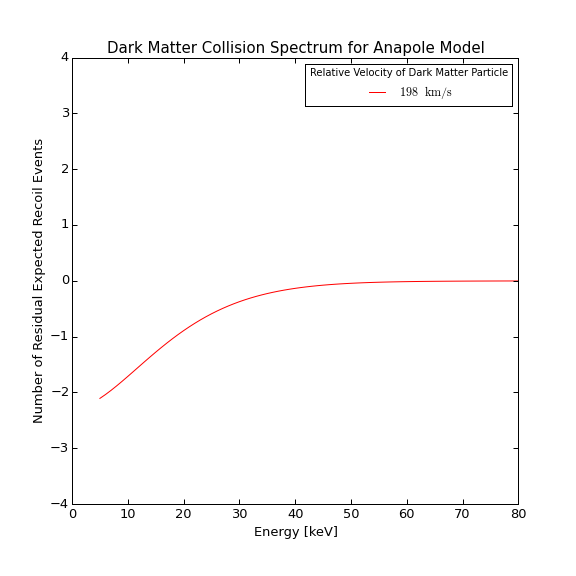 Dark Matter Collision Spectrum for Anapole Model
Relative Velocity of Dark Matter Particle
198 km/s
Number of Residual Expected Recoil Events
4
3
2
1
0
−1
−2
−3
−4
0 10 20 30 40 50 60 70 80
Energy [keV]